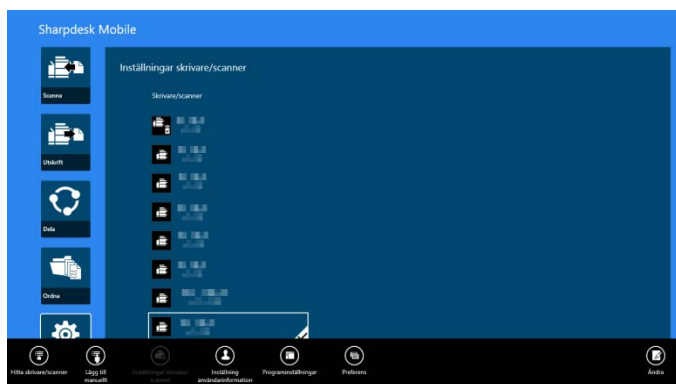 Sharpdesk Mobile
Inställningar skrivare/scanner
Skrivare/scanner
Scanna
Utskrift
Dela
Ordna
Hitta skrivare/scanner
Lägg till
manuellt
Inställningar skrivare/
scanner
Inställning
användarinformation
Programinställningar
Preferens
Ändra